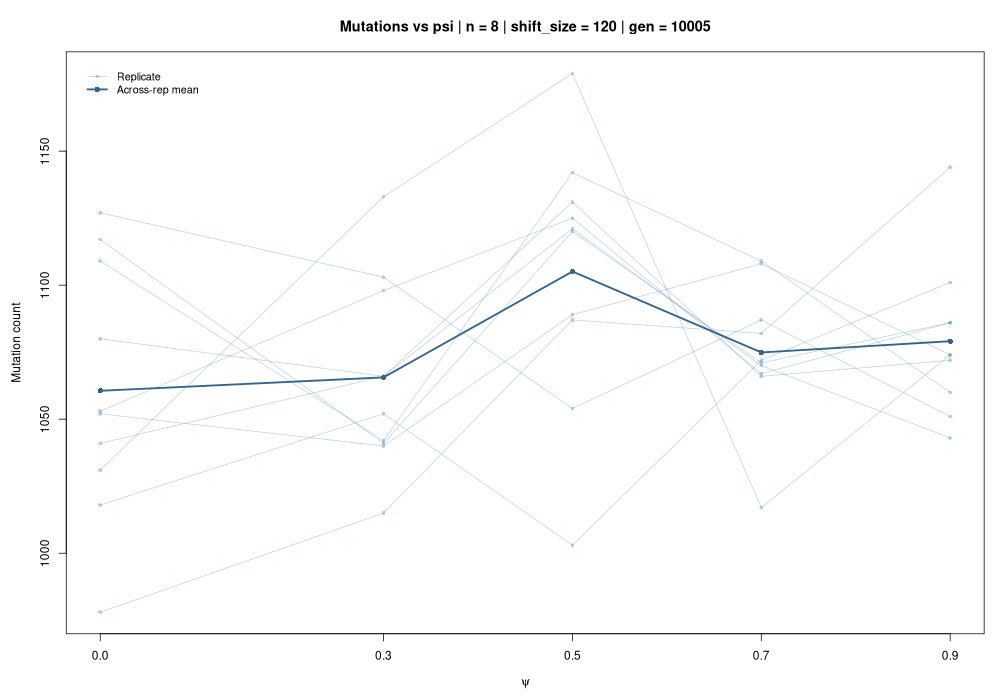 Mutations vs psi | n = 8 | shift_size = 120 | gen = 10005
Replicate
Across-rep mean
Mutation count
1150
1100
1050
1000
0.0
0.3
0.5
0.7
0.9
ψ